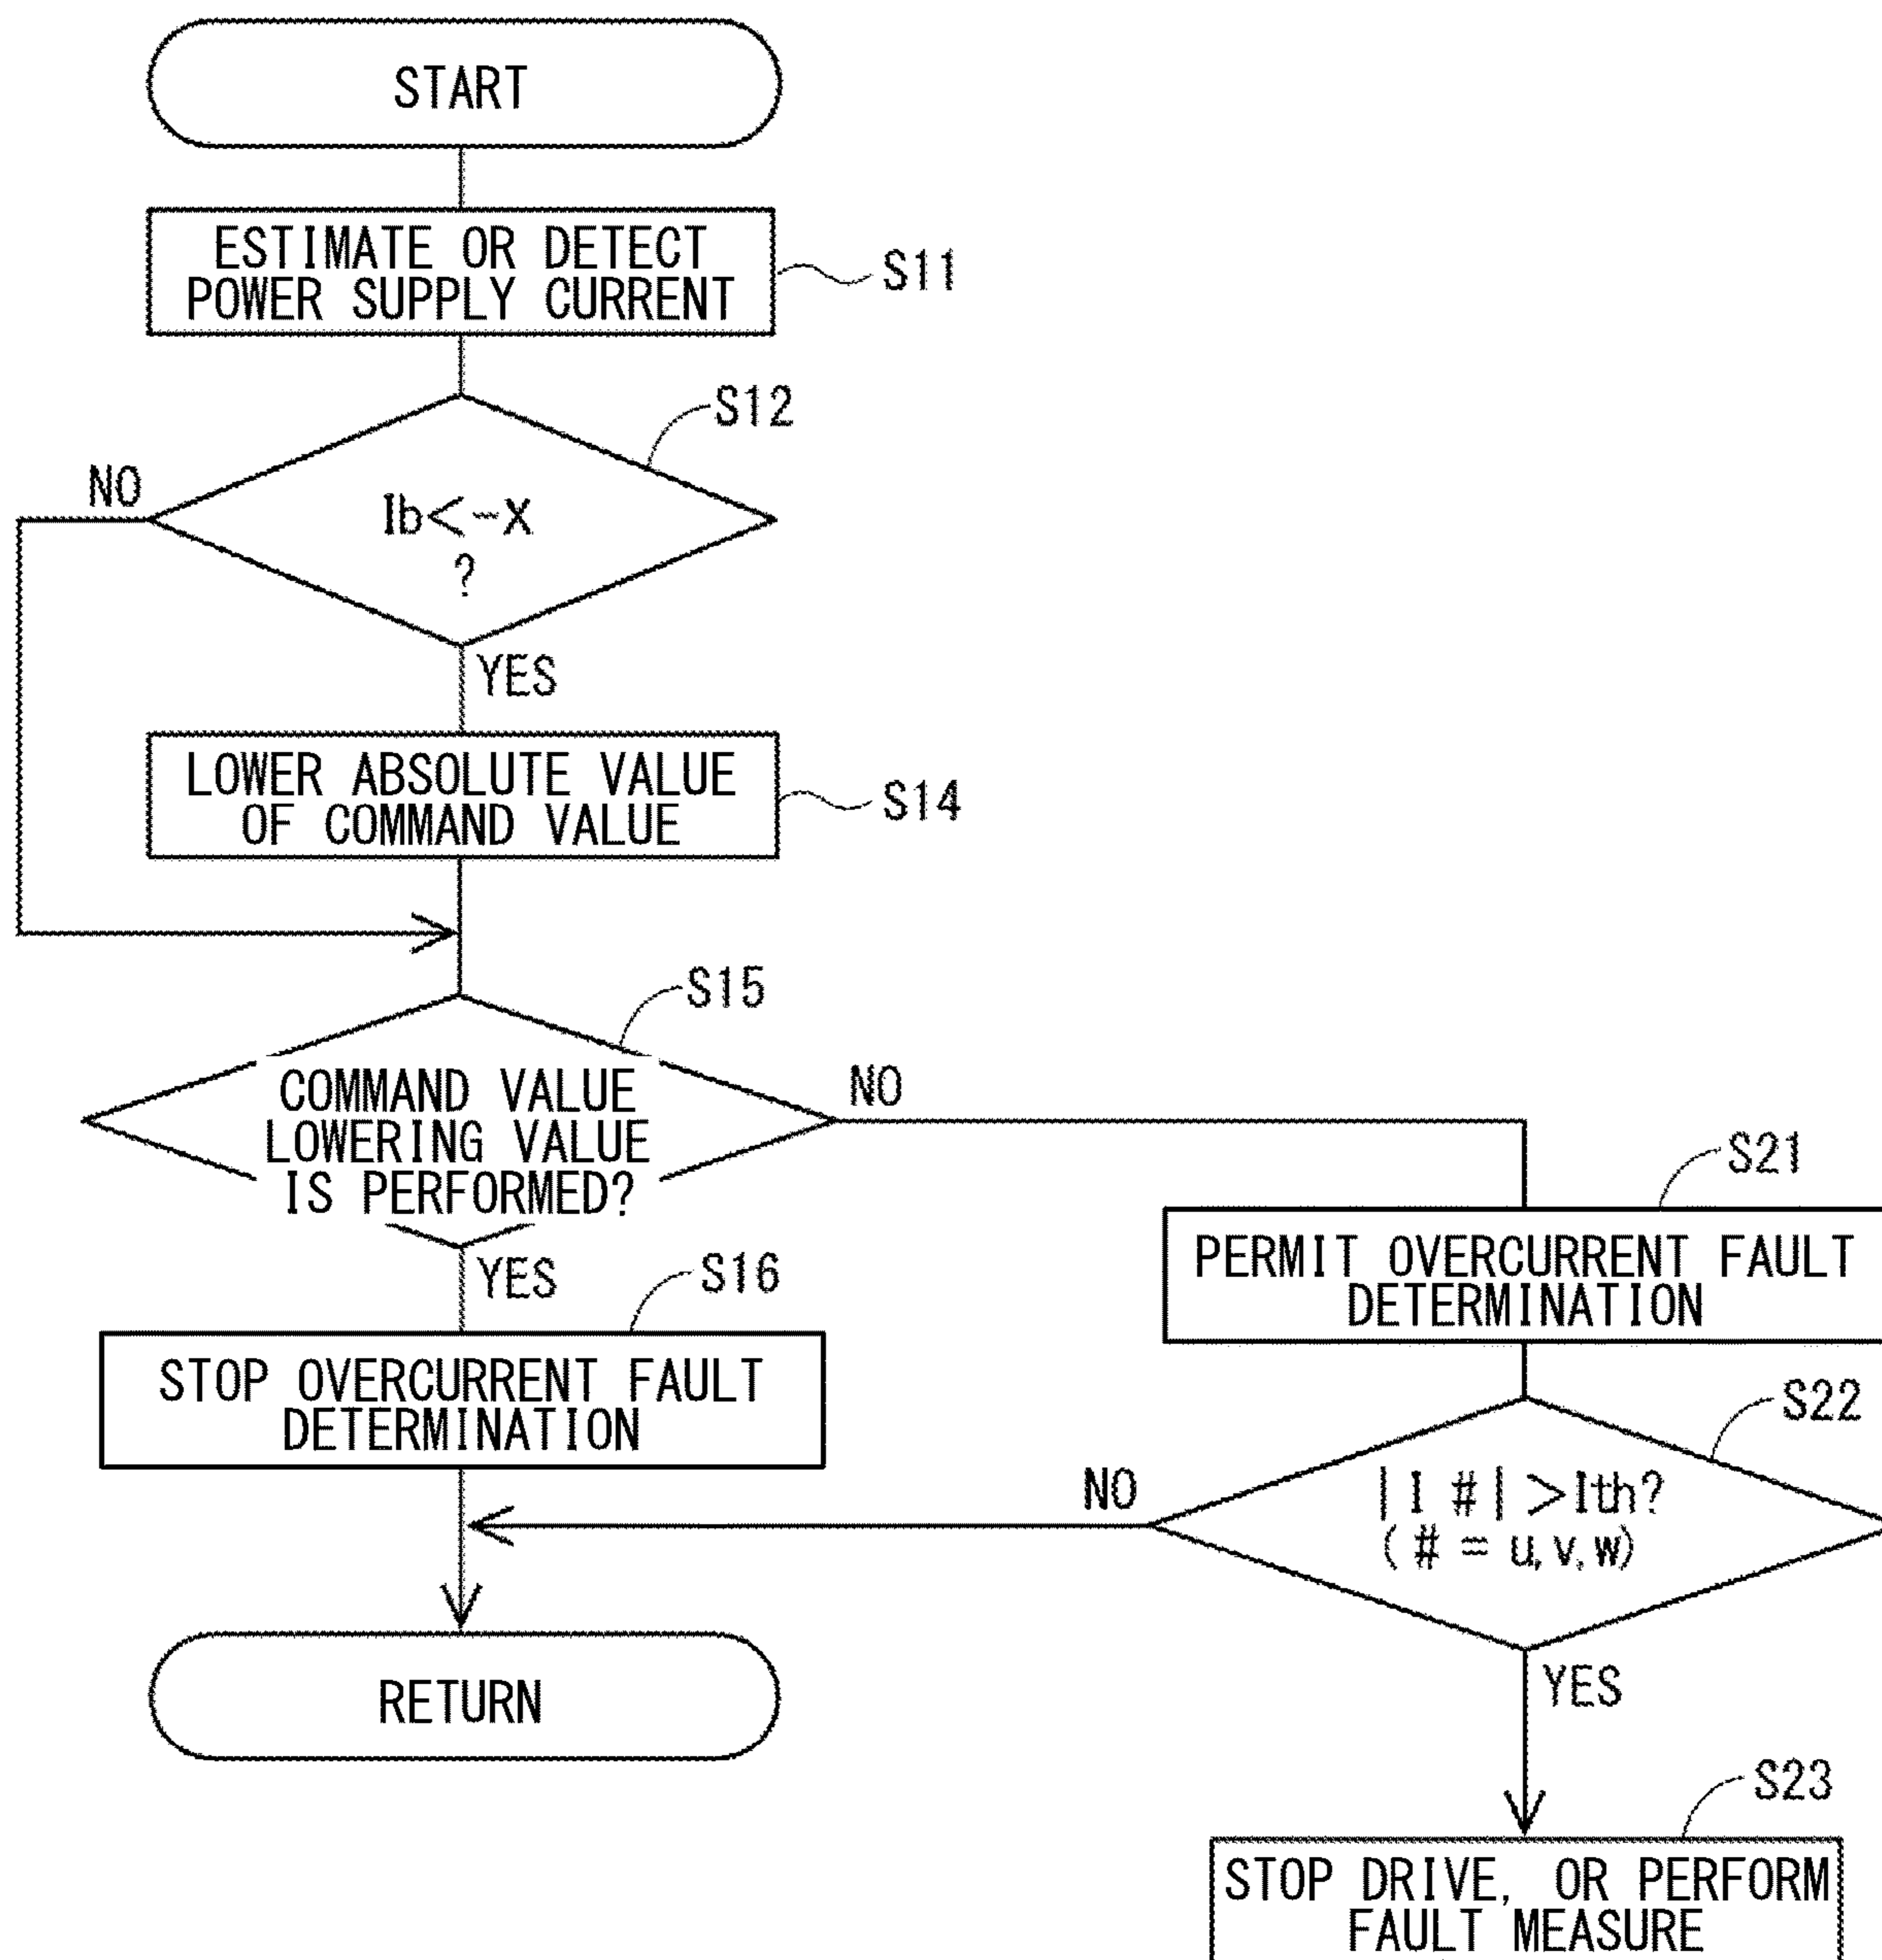 START
ESTIMATE OR DETECT
POWER SUPPLY CURRENT
S11
S12
NO
Ib<-X
?
YES
LOWER ABSOLUTE VALUE
OF COMMAND VALUE
S14
S15
COMMAND VALUE
LOWERING VALUE
IS PERFORMED?
NO
YES
S16
STOP OVERCURRENT FAULT
DETERMINATION
S21
PERMIT OVERCURRENT FAULT
DETERMINATION
S22
| I # | >Ith?
( # = u, v, w)
NO
YES
RETURN
S23
STOP DRIVE, OR PERFORM
FAULT MEASURE